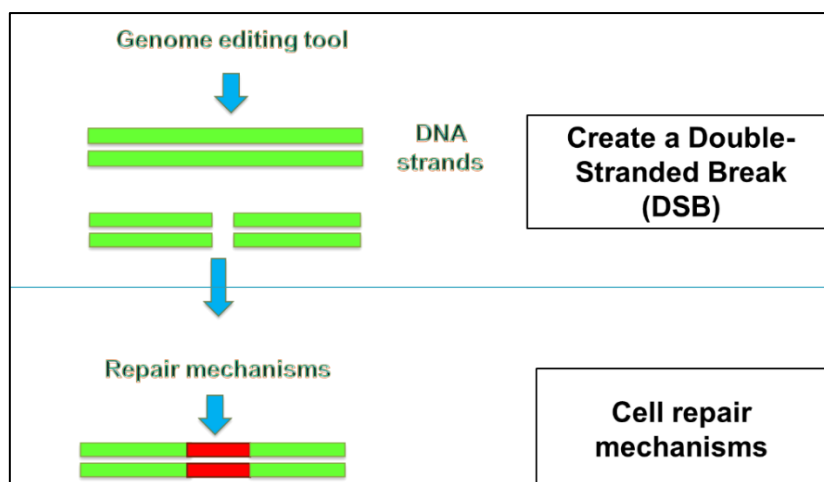 Genome editing tool
DNA
strands
Create a Double-
Stranded Break
(DSB)
Repair mechanisms
Cell repair
mechanisms